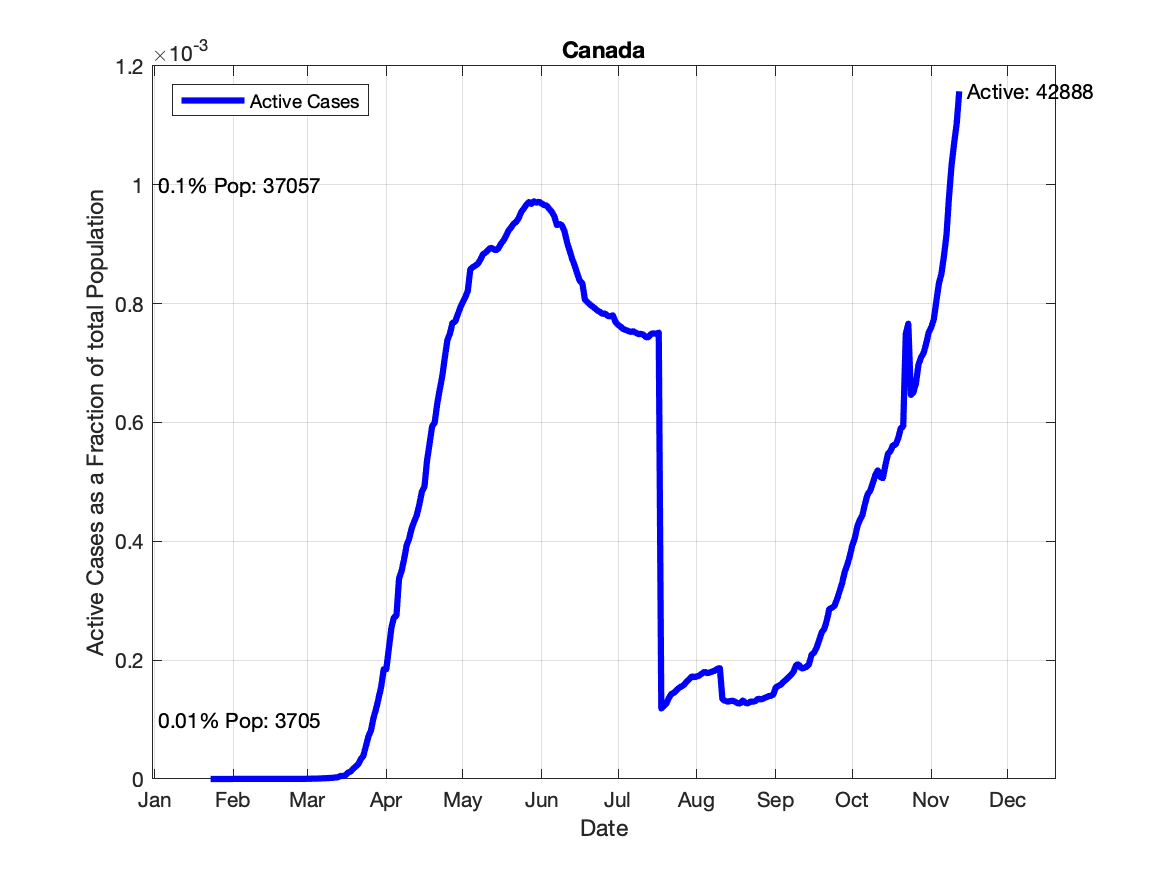 Canada
×10-3
1.2
1
0.8
0.6
0.4
0.2
0
Active Cases as a Fraction of total Population
Active Cases
Active: 42888
0.1% Pop: 37057
0.01% Pop: 3705
Jan Feb Mar Apr May Jun Jul Aug Sep Oct Nov Dec
Date